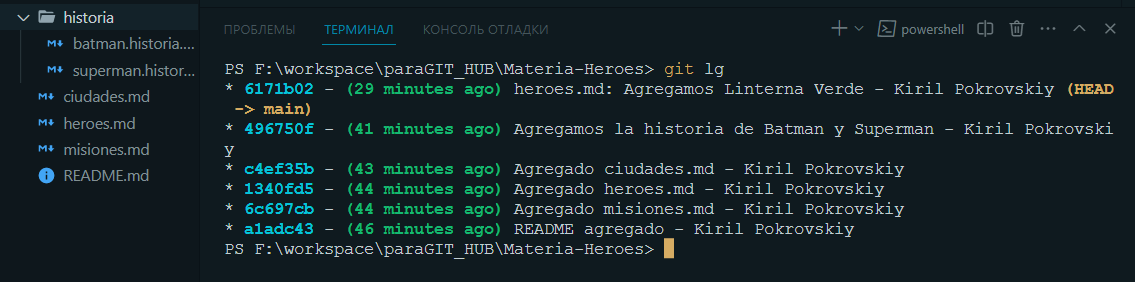 historia
batman.historia....
superman.histor...
ciudades.md
heroes.md
misiones.md
README.md
ПРОБЛЕМЫ ТЕРМИНАЛ КОНСОЛЬ ОТЛАДКИ powershell
PS F:\workspace\paraGIT_HUB\Materia-Heroes> git lg
* 6171b02 - (29 minutes ago) heroes.md: Agregamos Linterna Verde - Kiril Pokrovskiy (HEAD
-> main)
* 496750f - (41 minutes ago) Agregamos la historia de Batman y Superman - Kiril Pokrovski
y
* c4ef35b - (43 minutes ago) Agregado ciudades.md - Kiril Pokrovskiy
* 1340fd5 - (44 minutes ago) Agregado heroes.md - Kiril Pokrovskiy
* 6c697cb - (44 minutes ago) Agregado misiones.md - Kiril Pokrovskiy
* a1adc43 - (46 minutes ago) README agregado - Kiril Pokrovskiy
PS F:\workspace\paraGIT_HUB\Materia-Heroes>